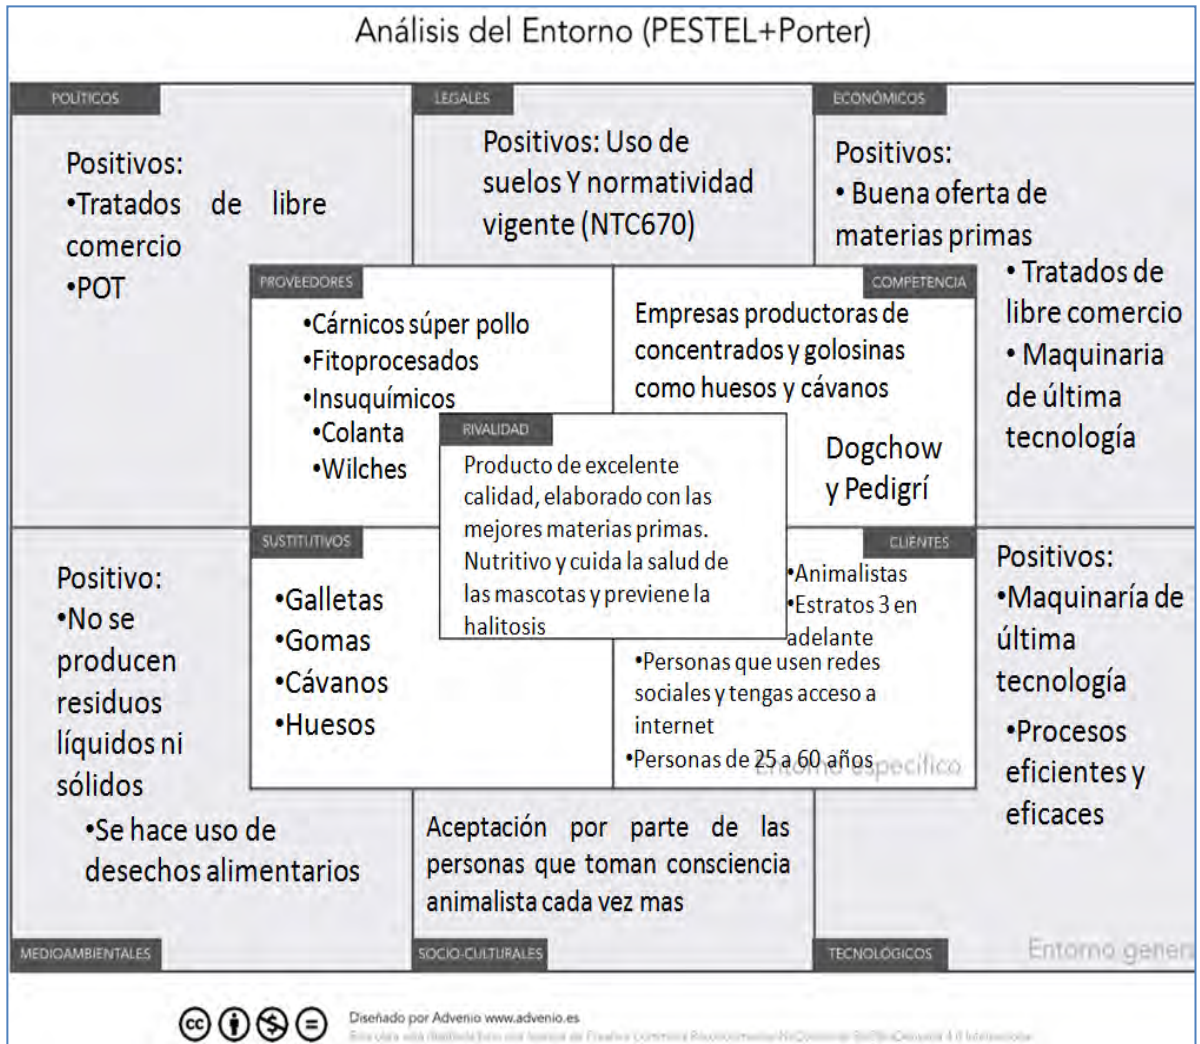 Análisis del Entorno (PESTEL+Porter)
POLÍTICOS
Positivos:
•Tratados de libre
comercio
•POT
LEGALES
Positivos: Uso de
suelos Y normatividad
vigente (NTC670)
ECONÓMICOS
Positivos:
• Buena oferta de
materias primas
• Tratados de
libre comercio
• Maquinaria
de última
tecnología
PROVEEDORES
•Cárnicos súper pollo
•Fitoprocesados
•Insuquímicos
•Colanta
•Wilches
COMPETENCIA
Empresas productoras de
concentrados y golosinas
como huesos y cávanos
Dogchow
y Pedigrí
RIVALIDAD
Producto de excelente
calidad, elaborado con las
mejores materias primas.
Nutritivo y cuida la salud de
las mascotas y previene la
halitosis
SUSTITUTIVOS
•Galletas
•Gomas
•Cávanos
•Huesos
CLIENTES
•Animalistas
•Estratos 3 en
adelante
•Personas que usen redes
sociales y tengas acceso a
internet
•Personas de 25 a 60 años
Entorno específico
Positivo:
•No se
producen
residuos
líquidos ni
sólidos
•Se hace uso de
desechos alimentarios
MEDIOAMBIENTALES
Aceptación por parte de las
personas que toman consciencia
animalista cada vez mas
SOCIO-CULTURALES
Positivos:
•Maquinaría de
última
tecnología
•Procesos
eficientes y
eficaces
TECNOLÓGICOS
Entorno gener
cc
Diseñado por Advenio www.advenio.es